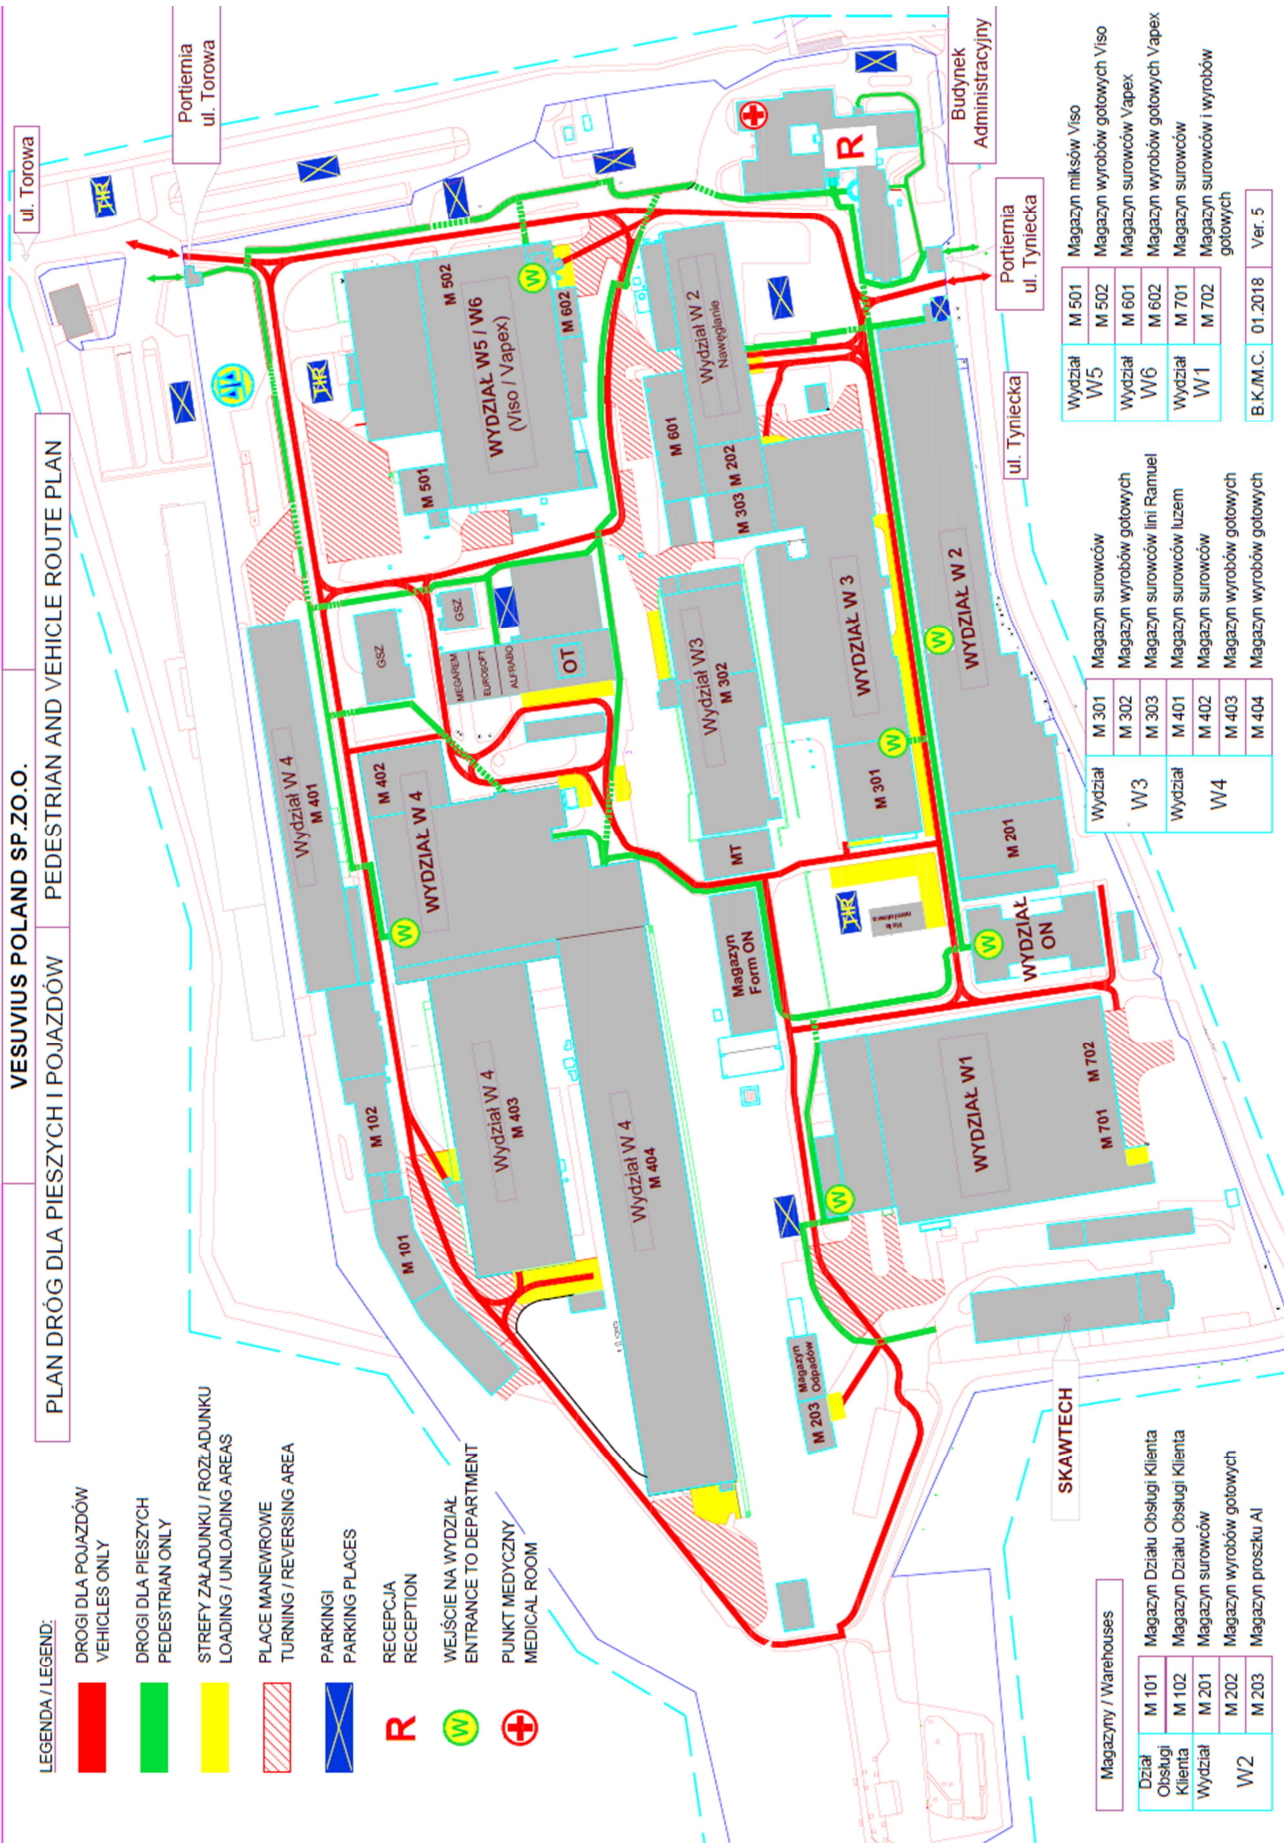 VESUVIUS POLAND SP.ZO.O.
PLAN DRÓG DLA PIESZYCH I POJAZDÓW
PEDESTRIAN AND VEHICLE ROUTE PLAN
LEGENDA / LEGEND:
DROGI DLA POJAZDÓW
VEHICLES ONLY
DROGI DLA PIESZYCH
PEDESTRIAN ONLY
STREFY ZAŁADUNKU / ROZŁADUNKU
LOADING / UNLOADING AREAS
PLACE MANEWROWE
TURNING / REVERSING AREA
PARKINGI
PARKING PLACES
R
RECEPCJA
RECEPTION
W
WEJŚCIE NA WYDZIAŁ
ENTRANCE TO DEPARTMENT
PUNKT MEDYCZNY
MEDICAL ROOM
ul. Torowa
Portiernia
ul. Torowa
M 101
M 102
Wydział W 4
M 401
M 402
WYDZIAŁ W 4
W
Wydział W 4
M 403
Wydział W 4
M 404
GSZ
GSZ
MEGAREM
EUROSOFT
ALFRABO
OT
M 501
M 502
WYDZIAŁ W5 / W6
(Viso / Vapex)
W
M 602
M 601
Wydział W 2
Nawęglanie
M 202
M 303
Wydział W3
M 302
MT
WYDZIAŁ W 3
M 301
W
Magazyn
Form ON
WYDZIAŁ W 2
W
M 201
WYDZIAŁ
ON
W
WYDZIAŁ W1
W
M 701
M 702
Magazyn
Odpadów
M 203
SKAWTECH
R
Budynek
Administracyjny
Portiernia
ul. Tyniecka
ul. Tyniecka
Magazyny / Warehouses
Dział
Obsługi
Klienta
M 101 Magazyn Działu Obsługi Klienta
M 102 Magazyn Działu Obsługi Klienta
Wydział
W2
M 201 Magazyn surowców
M 202 Magazyn wyrobów gotowych
M 203 Magazyn proszku Al
Wydział
W3
M 301 Magazyn surowców
M 302 Magazyn wyrobów gotowych
M 303 Magazyn surowców lini Ramuel
Wydział
W4
M 401 Magazyn surowców luzem
M 402 Magazyn surowców
M 403 Magazyn wyrobów gotowych
M 404 Magazyn wyrobów gotowych
Wydział
W5
M 501 Magazyn miksów Viso
M 502 Magazyn wyrobów gotowych Viso
Wydział
W6
M 601 Magazyn surowców Vapex
M 602 Magazyn wyrobów gotowych Vapex
Wydział
W1
M 701 Magazyn surowców
M 702 Magazyn surowców i wyrobów
gotowych
B.K./M.C. 01.2018 Ver. 5